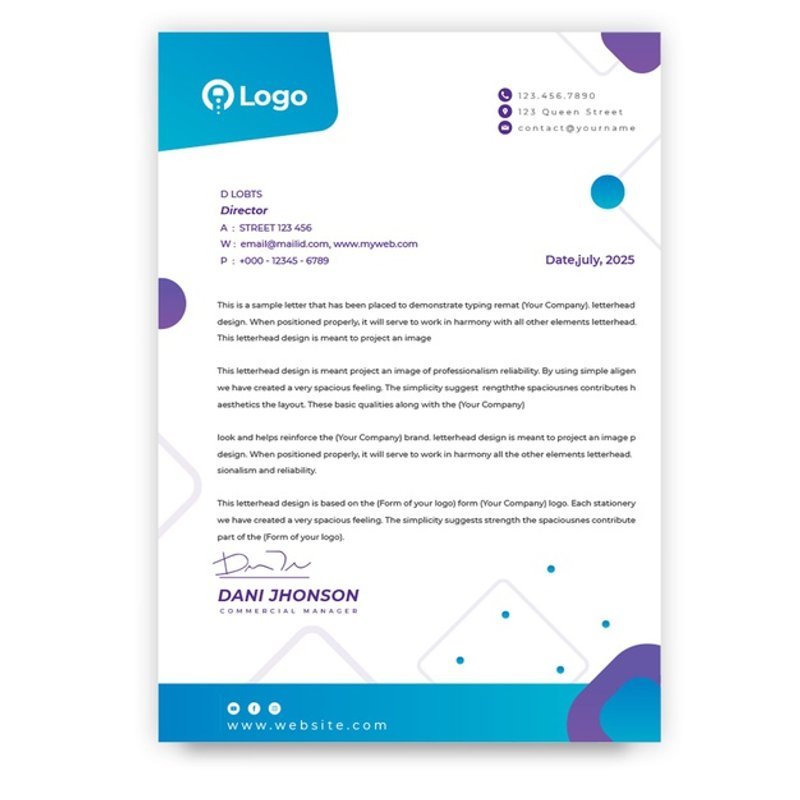 Logo
123.456.7890
123 Queen Street
contact@yourname
D LOBTS
Director
A : STREET 123 456
W : email@mailid.com, www.myweb.com
P : +000 - 12345 - 6789
Date,july, 2025
This is a sample letter that has been placed to demonstrate typing remat (Your Company). letterhead
design. When positioned properly, it will serve to work in harmony with all other elements letterhead.
This letterhead design is meant to project an image
This letterhead design is meant project an image of professionalism reliability. By using simple aligen
we have created a very spacious feeling. The simplicity suggest rengththe spaciousnes contributes h
aesthetics the layout. These basic qualities along with the (Your Company)
look and helps reinforce the (Your Company) brand. letterhead design is meant to project an image p
design. When positioned properly, it will serve to work in harmony all the other elements letterhead.
sionalism and reliability.
This letterhead design is based on the (Form of your logo) form (Your Company) logo. Each stationery
we have created a very spacious feeling. The simplicity suggests strength the spaciousnes contribute
part of the (Form of your logo).
DANI JHONSON
COMMERCIAL MANAGER
www.website.com